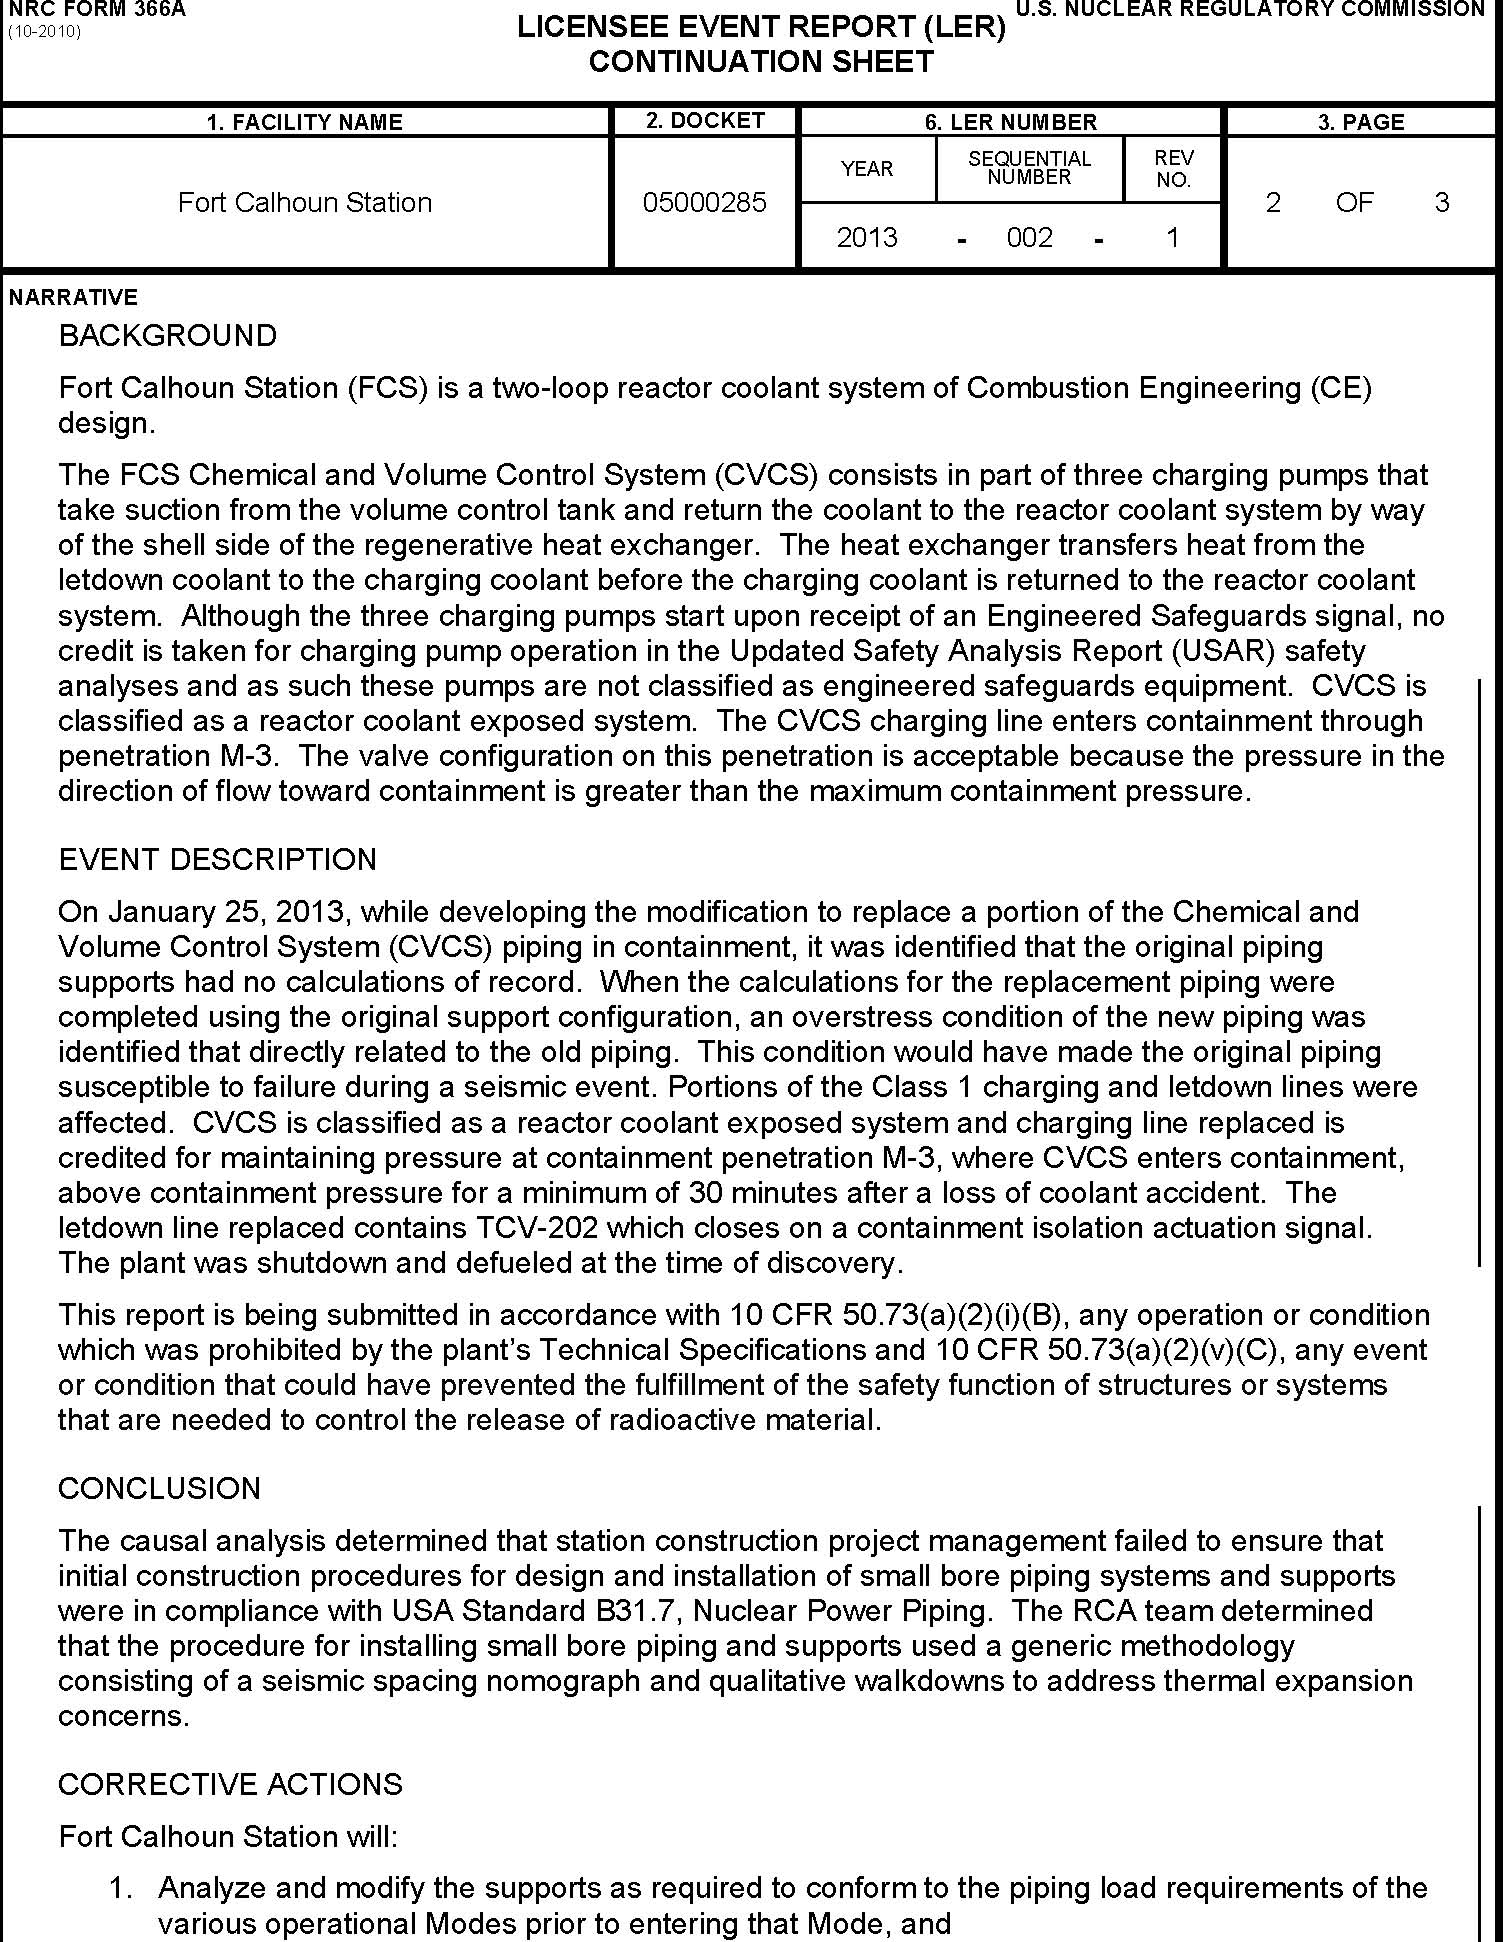 NRC FORM 366A
(10-2010)
U.S. NUCLEAR REGULATORY COMMISSION
LICENSEE EVENT REPORT (LER)
CONTINUATION SHEET
1. FACILITY NAME
2. DOCKET
6. LER NUMBER
3. PAGE
Fort Calhoun Station
05000285
YEAR
SEQUENTIAL
NUMBER
REV
NO.
2 OF 3
2013 - 002 - 1
NARRATIVE
BACKGROUND
Fort Calhoun Station (FCS) is a two-loop reactor coolant system of Combustion Engineering (CE)
design.
The FCS Chemical and Volume Control System (CVCS) consists in part of three charging pumps that
take suction from the volume control tank and return the coolant to the reactor coolant system by way
of the shell side of the regenerative heat exchanger. The heat exchanger transfers heat from the
letdown coolant to the charging coolant before the charging coolant is returned to the reactor coolant
system. Although the three charging pumps start upon receipt of an Engineered Safeguards signal, no
credit is taken for charging pump operation in the Updated Safety Analysis Report (USAR) safety
analyses and as such these pumps are not classified as engineered safeguards equipment. CVCS is
classified as a reactor coolant exposed system. The CVCS charging line enters containment through
penetration M-3. The valve configuration on this penetration is acceptable because the pressure in the
direction of flow toward containment is greater than the maximum containment pressure.
EVENT DESCRIPTION
On January 25, 2013, while developing the modification to replace a portion of the Chemical and
Volume Control System (CVCS) piping in containment, it was identified that the original piping
supports had no calculations of record. When the calculations for the replacement piping were
completed using the original support configuration, an overstress condition of the new piping was
identified that directly related to the old piping. This condition would have made the original piping
susceptible to failure during a seismic event. Portions of the Class 1 charging and letdown lines were
affected. CVCS is classified as a reactor coolant exposed system and charging line replaced is
credited for maintaining pressure at containment penetration M-3, where CVCS enters containment,
above containment pressure for a minimum of 30 minutes after a loss of coolant accident. The
letdown line replaced contains TCV-202 which closes on a containment isolation actuation signal.
The plant was shutdown and defueled at the time of discovery.
This report is being submitted in accordance with 10 CFR 50.73(a)(2)(i)(B), any operation or condition
which was prohibited by the plant's Technical Specifications and 10 CFR 50.73(a)(2)(v)(C), any event
or condition that could have prevented the fulfillment of the safety function of structures or systems
that are needed to control the release of radioactive material.
CONCLUSION
The causal analysis determined that station construction project management failed to ensure that
initial construction procedures for design and installation of small bore piping systems and supports
were in compliance with USA Standard B31.7, Nuclear Power Piping. The RCA team determined
that the procedure for installing small bore piping and supports used a generic methodology
consisting of a seismic spacing nomograph and qualitative walkdowns to address thermal expansion
concerns.
CORRECTIVE ACTIONS
Fort Calhoun Station will:
1. Analyze and modify the supports as required to conform to the piping load requirements of the
various operational Modes prior to entering that Mode, and